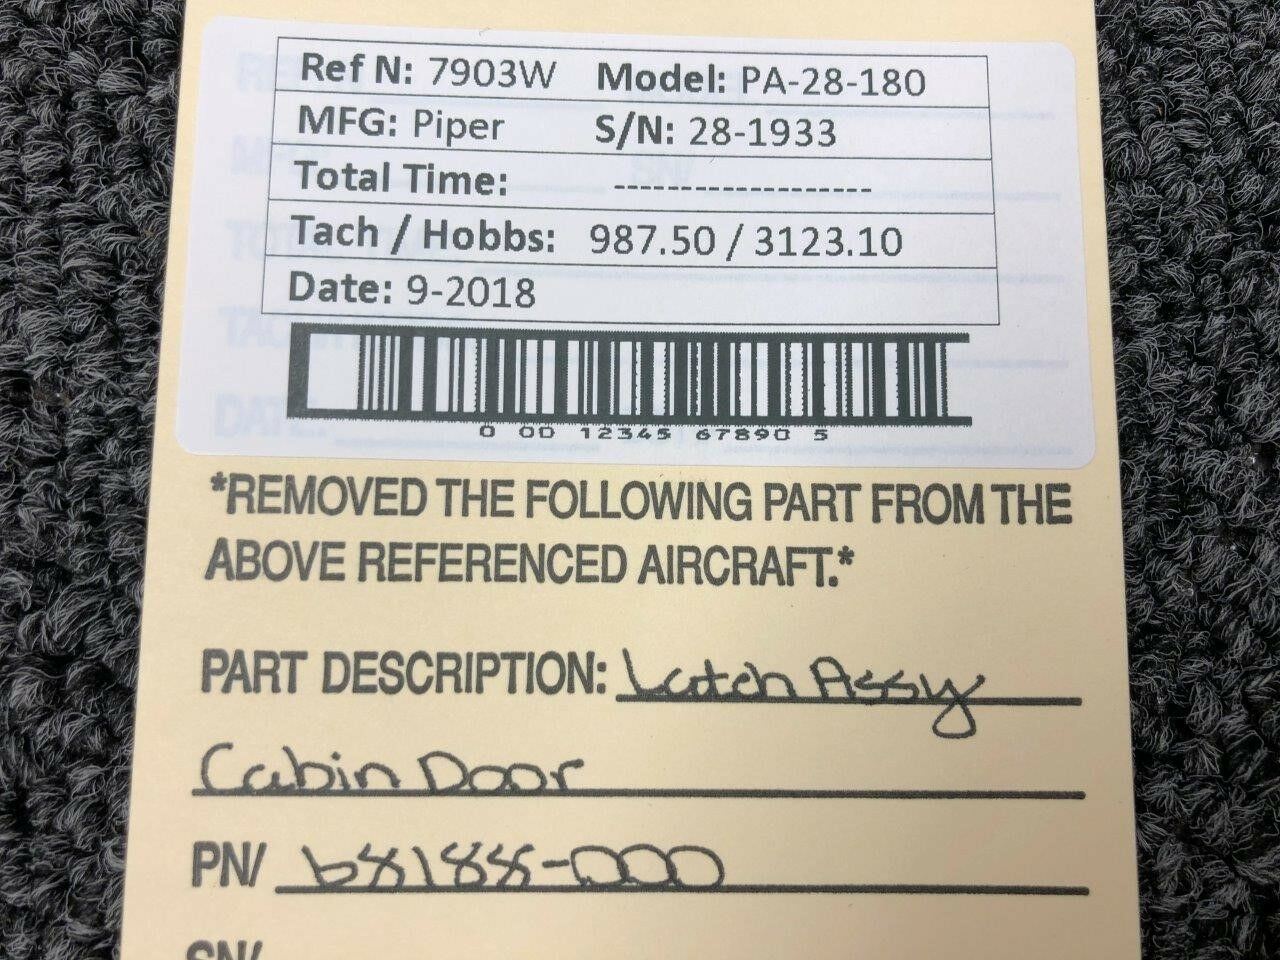 Ref N: 7903W Model: PA-28-180
MFG: Piper S/N: 28-1933
Total Time: -------------------
Tach / Hobbs: 987.50 / 3123.10
Date: 9-2018
0 00 12345 67890 5
*REMOVED THE FOLLOWING PART FROM THE
ABOVE REFERENCED AIRCRAFT.*
PART DESCRIPTION: Latch Assy
Cabin Door
PN/ 68188-000
SN/